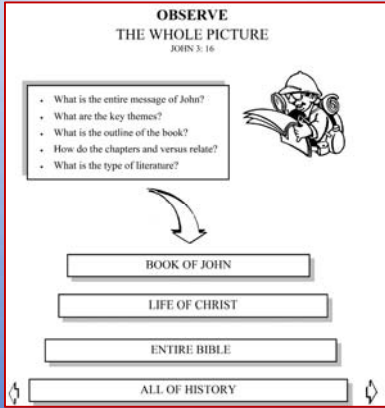 OBSERVE
THE WHOLE PICTURE
JOHN 3: 16
• What is the entire message of John?
• What are the key themes?
• What is the outline of the book?
• How do the chapters and versus relate?
• What is the type of literature?
BOOK OF JOHN
LIFE OF CHRIST
ENTIRE BIBLE
ALL OF HISTORY